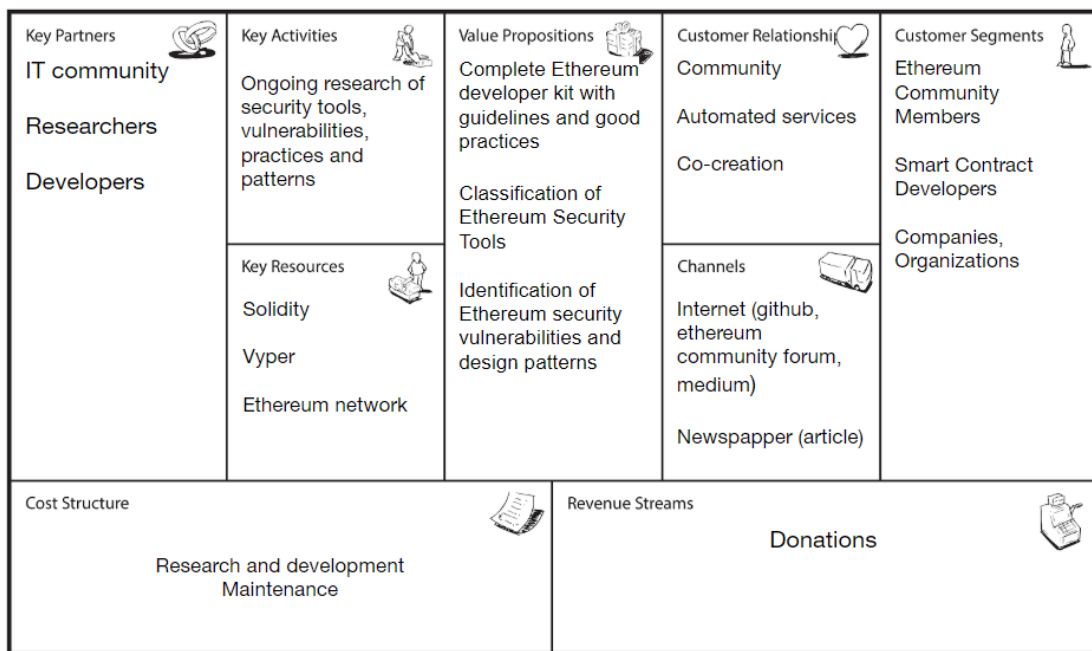 Key Partners
IT community
Researchers
Developers
Key Activities
Ongoing research of
security tools,
vulnerabilities,
practices and
patterns
Key Resources
Solidity
Vyper
Ethereum network
Value Propositions
Complete Ethereum
developer kit with
guidelines and good
practices
Classification of
Ethereum Security
Tools
Identification of
Ethereum security
vulnerabilities and
design patterns
Customer Relationshi
Community
Automated services
Co-creation
Channels
Internet (github,
ethereum
community forum,
medium)
Newspapper (article)
Customer Segments
Ethereum
Community
Members
Smart Contract
Developers
Companies,
Organizations
Cost Structure
Research and development
Maintenance
Revenue Streams
Donations